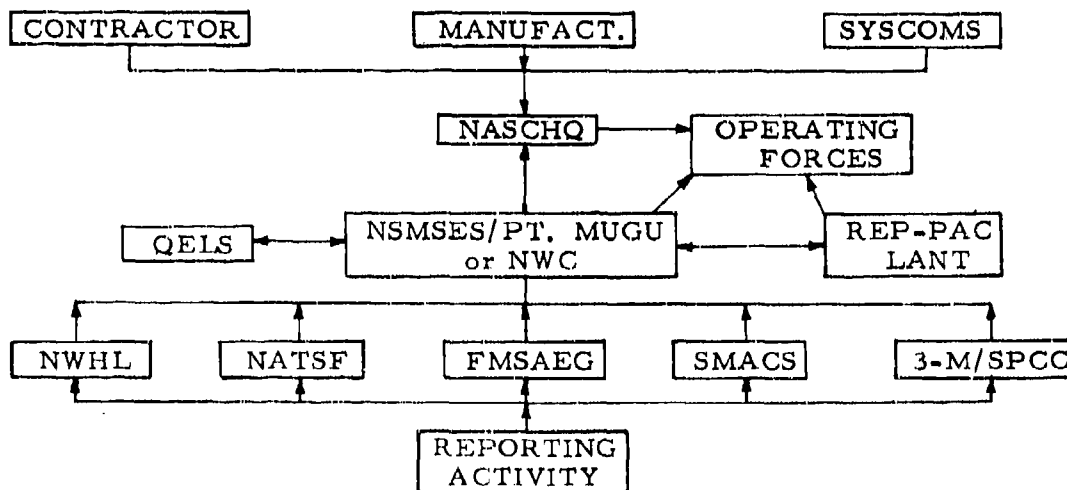 CONTRACTOR
MANUFACT.
SYSCOMS
NASCHQ
OPERATING
FORCES
QELS
NSMSES/PT. MUGU
or NWC
REP-PAC
LANT
NWHL
NATSF
FMSAEG
SMACS
3-M/SPCC
REPORTING
ACTIVITY